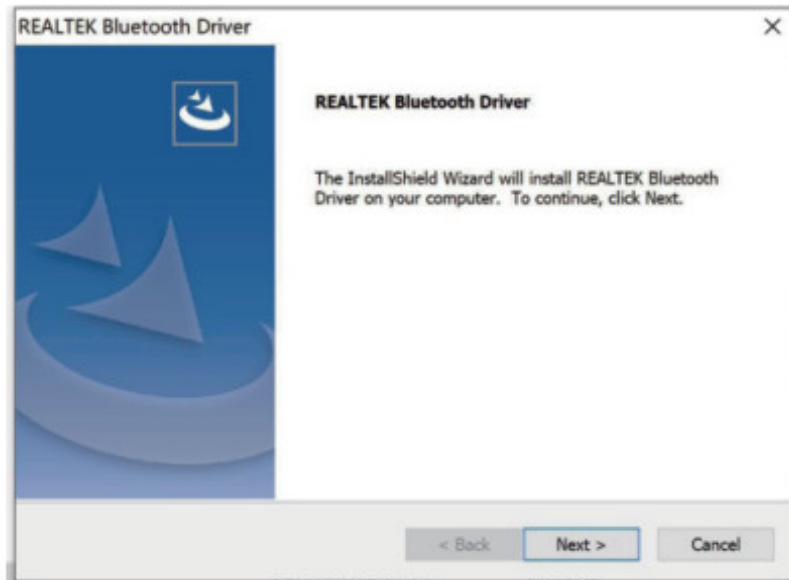 REALTEK Bluetooth Driver
REALTEK Bluetooth Driver
The InstallShield Wizard will install REALTEK Bluetooth
Driver on your computer. To continue, click Next.
< Back Next > Cancel